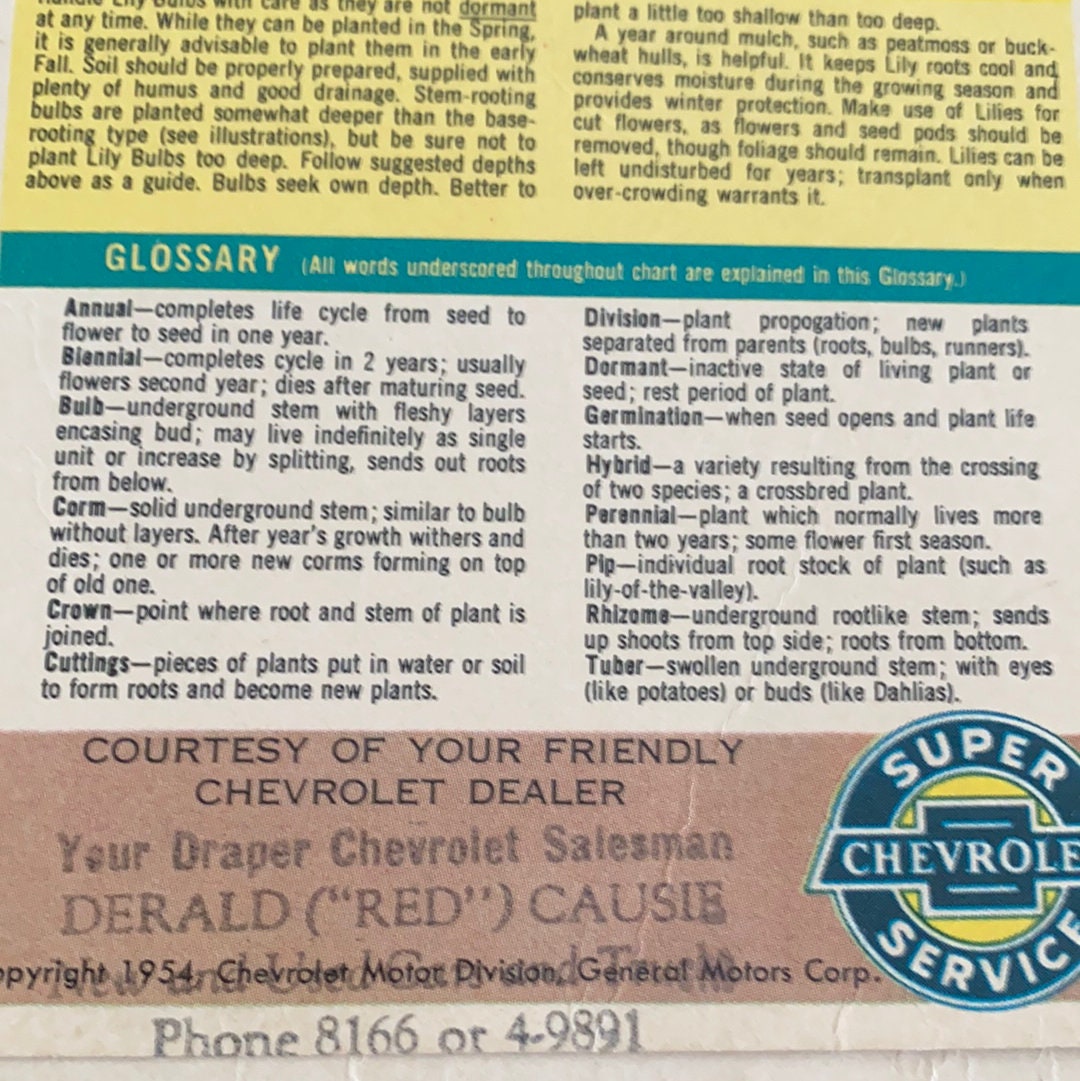 Handle Lily Bulbs with care as they are not dormant
at any time. While they can be planted in the Spring,
it is generally advisable to plant them in the early
Fall. Soil should be properly prepared, supplied with
plenty of humus and good drainage. Stem-rooting
bulbs are planted somewhat deeper than the base-
rooting type (see illustrations), but be sure not to
plant Lily Bulbs too deep. Follow suggested depths
above as a guide. Bulbs seek own depth. Better to
plant a little too shallow than too deep.
A year around mulch, such as peatmoss or buck-
wheat hulls, is helpful. It keeps Lily roots cool and
conserves moisture during the growing season and
provides winter protection. Make use of Lilies for
cut flowers, as flowers and seed pods should be
removed, though foliage should remain. Lilies can be
left undisturbed for years; transplant only when
over-crowding warrants it.
GLOSSARY (All words underscored throughout chart are explained in this Glossary.)
Annual—completes life cycle from seed to
flower to seed in one year.
Biennial—completes cycle in 2 years; usually
flowers second year; dies after maturing seed.
Bulb—underground stem with fleshy layers
encasing bud; may live indefinitely as single
unit or increase by splitting, sends out roots
from below.
Corm—solid underground stem; similar to bulb
without layers. After year's growth withers and
dies; one or more new corms forming on top
of old one.
Crown—point where root and stem of plant is
joined.
Cuttings—pieces of plants put in water or soil
to form roots and become new plants.
Division—plant propogation; new plants
separated from parents (roots, bulbs, runners).
Dormant—inactive state of living plant or
seed; rest period of plant.
Germination—when seed opens and plant life
starts.
Hybrid—a variety resulting from the crossing
of two species; a crossbred plant.
Perennial—plant which normally lives more
than two years; some flower first season.
Pip—individual root stock of plant (such as
lily-of-the-valley).
Rhizome—underground rootlike stem; sends
up shoots from top side; roots from bottom.
Tuber—swollen underground stem; with eyes
(like potatoes) or buds (like Dahlias).
COURTESY OF YOUR FRIENDLY
CHEVROLET DEALER
Your Draper Chevrolet Salesman
DERALD ("RED") CAUSIE
New and Used Cars and Trucks
opyright 1954, Chevrolet Motor Division, General Motors Corp.
Phone 8166 or 4-9891
SUPER
CHEVROLE
SERVICE